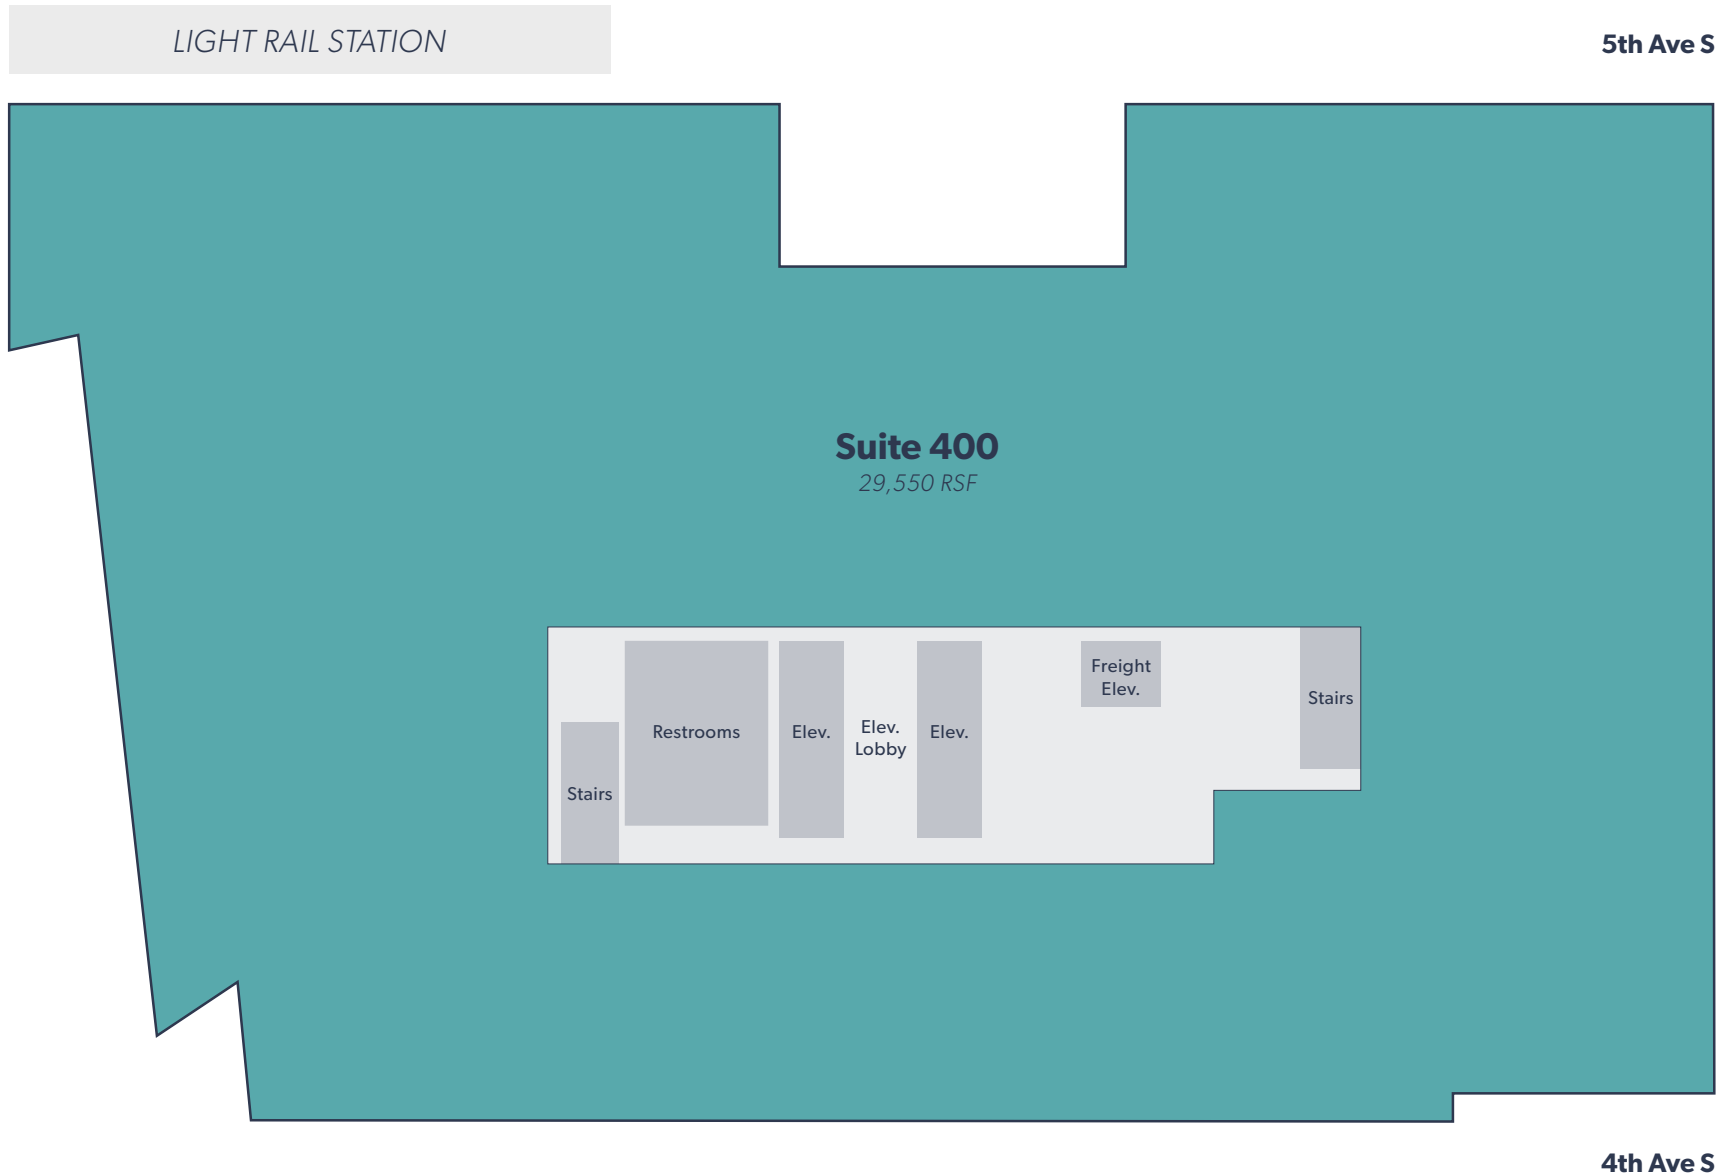 LIGHT RAIL STATION
5th Ave S
Suite 400
29,550 RSF
Freight
Elev.
Stairs
Restrooms
Elev.
Elev.
Lobby
Elev.
Stairs
4th Ave S